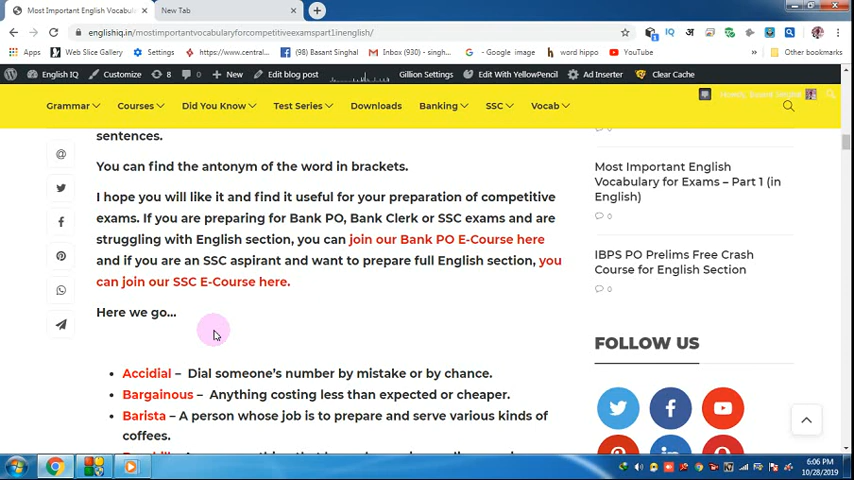 Most Important English Vocabula
New Tab
englishiq.in/mostimportantvocabularyforcompetitiveexamspart1inenglish/
Apps
Web Slice Gallery
Settings
https://www.central...
(98) Basant Singhal
Inbox (930) - singh...
Google image
word hippo
YouTube
Other bookmarks
English IQ
Customize
8
0
New
Edit blog post
Gillion Settings
Edit With YellowPencil
Ad Inserter
Clear Cache
Grammar
Courses
Did You Know
Test Series
Downloads
Banking
SSC
Vocab
sentences.
You can find the antonym of the word in brackets.
I hope you will like it and find it useful for your preparation of competitive
exams. If you are preparing for Bank PO, Bank Clerk or SSC exams and are
struggling with English section, you can join our Bank PO E-Course here
and if you are an SSC aspirant and want to prepare full English section, you
can join our SSC E-Course here.
Here we go...
Accidial – Dial someone's number by mistake or by chance.
Bargainous – Anything costing less than expected or cheaper.
Barista – A person whose job is to prepare and serve various kinds of
coffees.
0
Most Important English
Vocabulary for Exams – Part 1 (in
English)
0
IBPS PO Prelims Free Crash
Course for English Section
0
FOLLOW US
6:06 PM
10/28/2019